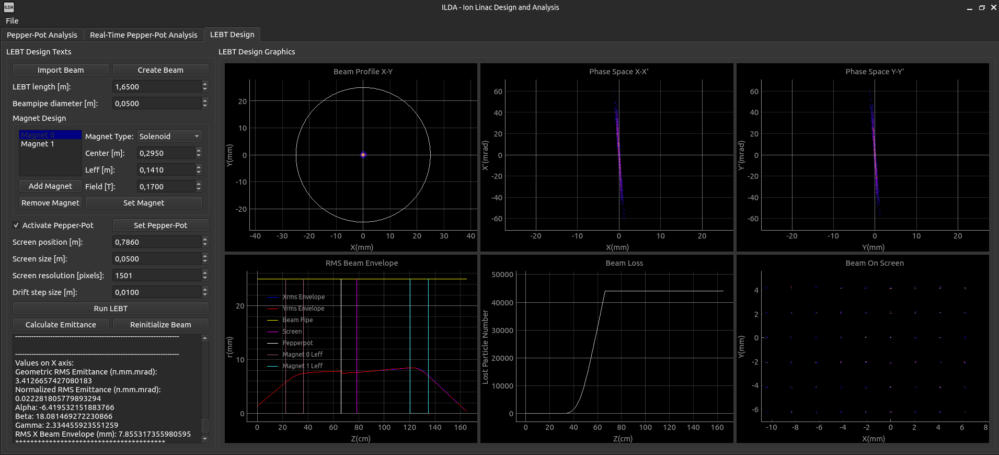 ILDA
ILDA - Ion Linac Design and Analysis
File
Pepper-Pot Analysis
Real-Time Pepper-Pot Analysis
LEBT Design
LEBT Design Texts
Import Beam
Create Beam
LEBT length [m]:
1,6500
Beampipe diameter [m]:
0,0500
Magnet Design
Magnet 0
Magnet 1
Magnet Type:
Solenoid
Center [m]:
0,2950
Leff [m]:
0,1410
Add Magnet
Field [T]:
0,1700
Remove Magnet
Set Magnet
Activate Pepper-Pot
Set Pepper-Pot
Screen position [m]:
0,7860
Screen size [m]:
0,0500
Screen resolution [pixels]:
1501
Drift step size [m]:
0,0100
Run LEBT
Calculate Emittance
Reinitialize Beam
Values on X axis:
Geometric RMS Emittance (п.mm.mrad):
3.4126657427080183
Normalized RMS Emittance (п.mm.mrad):
0.022281805779893294
Alpha: -6.419532151883766
Beta: 18.081469272230866
Gamma: 2.334455923551259
RMS X Beam Envelope (mm): 7.855317355980595
LEBT Design Graphics
Beam Profile X-Y
Y(mm)
20
10
0
-10
-20
-40 -30 -20 -10 0 10 20 30 40
X(mm)
Phase Space X-X'
X'(mrad)
60
40
20
0
-20
-40
-60
-20 -10 0 10 20
X(mm)
Phase Space Y-Y'
Y'(mrad)
60
40
20
0
-20
-40
-60
-20 -10 0 10 20
Y(mm)
RMS Beam Envelope
r(mm)
20
10
0
Xrms Envelope
Yrms Envelope
Beam Pipe
Screen
Pepperpot
Magnet 0 Leff
Magnet 1 Leff
0 20 40 60 80 100 120 140 160
Z(cm)
Beam Loss
Lost Particle Number
50000
40000
30000
20000
10000
0
0 20 40 60 80 100 120 140 160
Z(cm)
Beam On Screen
Y(mm)
4
2
0
-2
-4
-6
-10 -8 -6 -4 -2 0 2 4 6 8
X(mm)